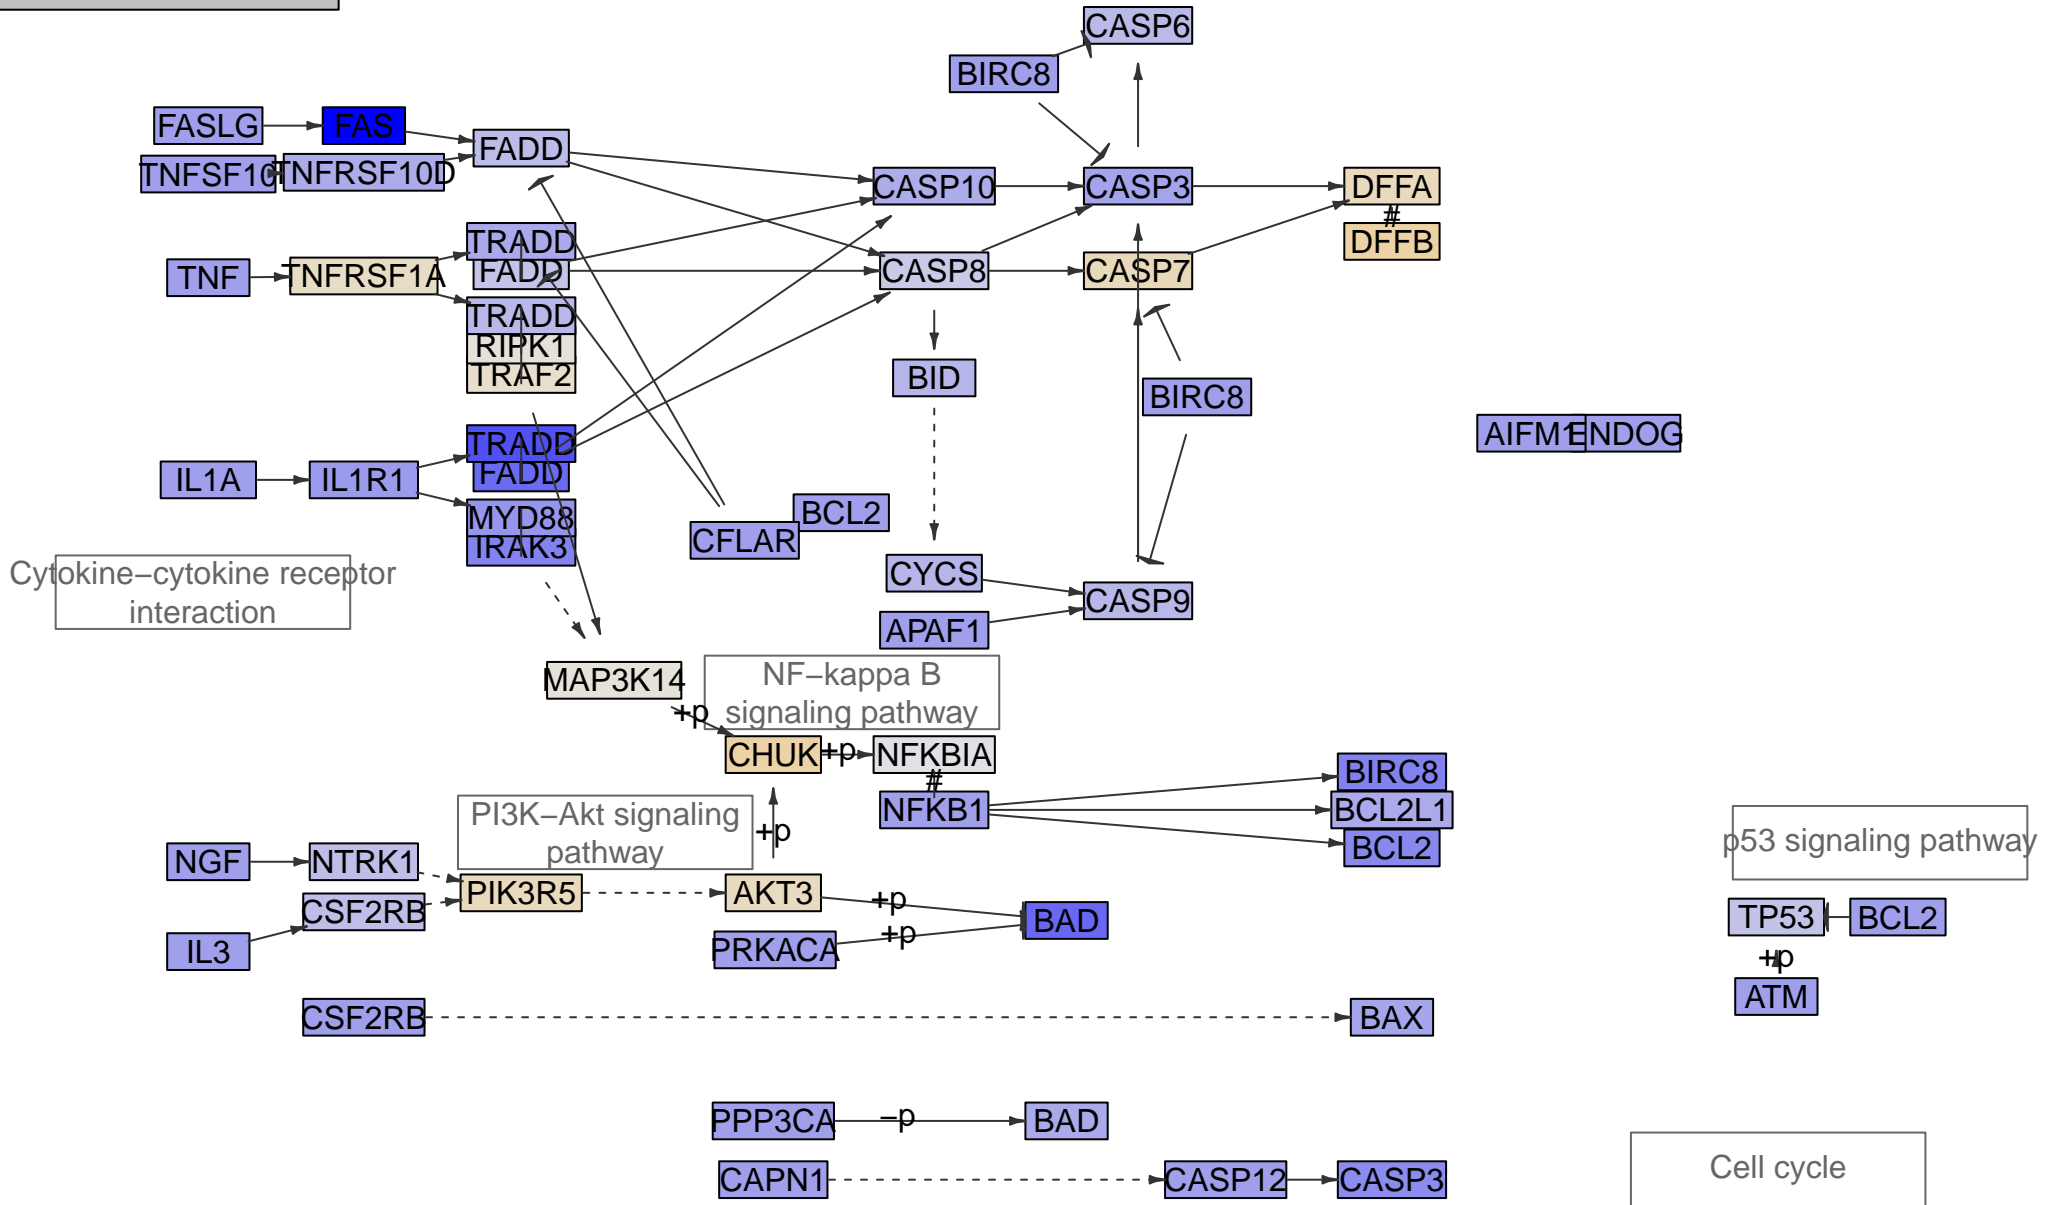 CASP6
BIRC8
FASLG
FAS
FADD
TNFSF10
TNFRSF10D
CASP10
CASP3
DFFA
#
DFFB
TRADD
FADD
TNF
TNFRSF1A
CASP8
CASP7
TRADD
RIPK1
TRAF2
BID
BIRC8
AIFM1
ENDOG
TRADD
FADD
IL1A
IL1R1
MYD88
IRAK3
BCL2
CFLAR
Cytokine–cytokine receptor
interaction
CYCS
CASP9
APAF1
MAP3K14
NF–kappa B
signaling pathway
+p
CHUK
+p
NFKBIA
#
NFKB1
BIRC8
BCL2L1
BCL2
PI3K–Akt signaling
pathway
+p
p53 signaling pathway
NGF
NTRK1
PIK3R5
AKT3
+p
CSF2RB
BAD
TP53
BCL2
+p
PRKACA
IL3
+p
ATM
CSF2RB
BAX
PPP3CA
–p
BAD
Cell cycle
CAPN1
CASP12
CASP3